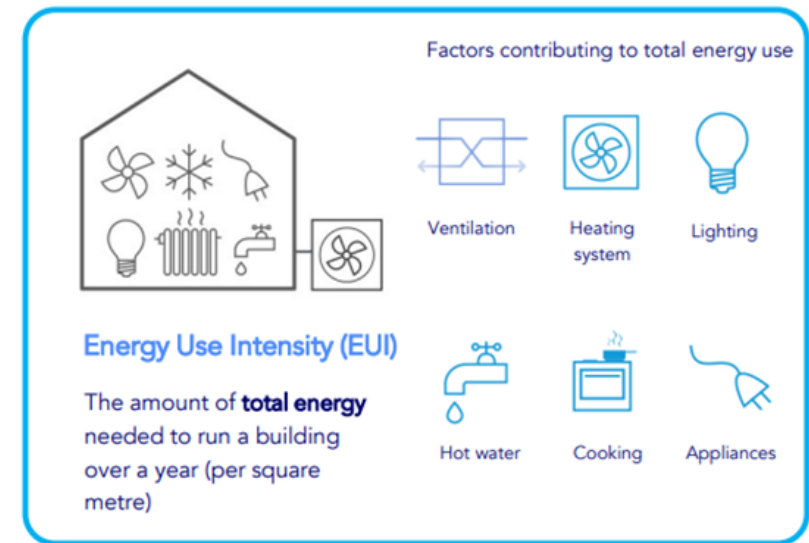 Factors contributing to total energy use
Ventilation
Heating
system
Lighting
Energy Use Intensity (EUI)
The amount of total energy
needed to run a building
over a year (per square
metre)
Hot water
Cooking
Appliances